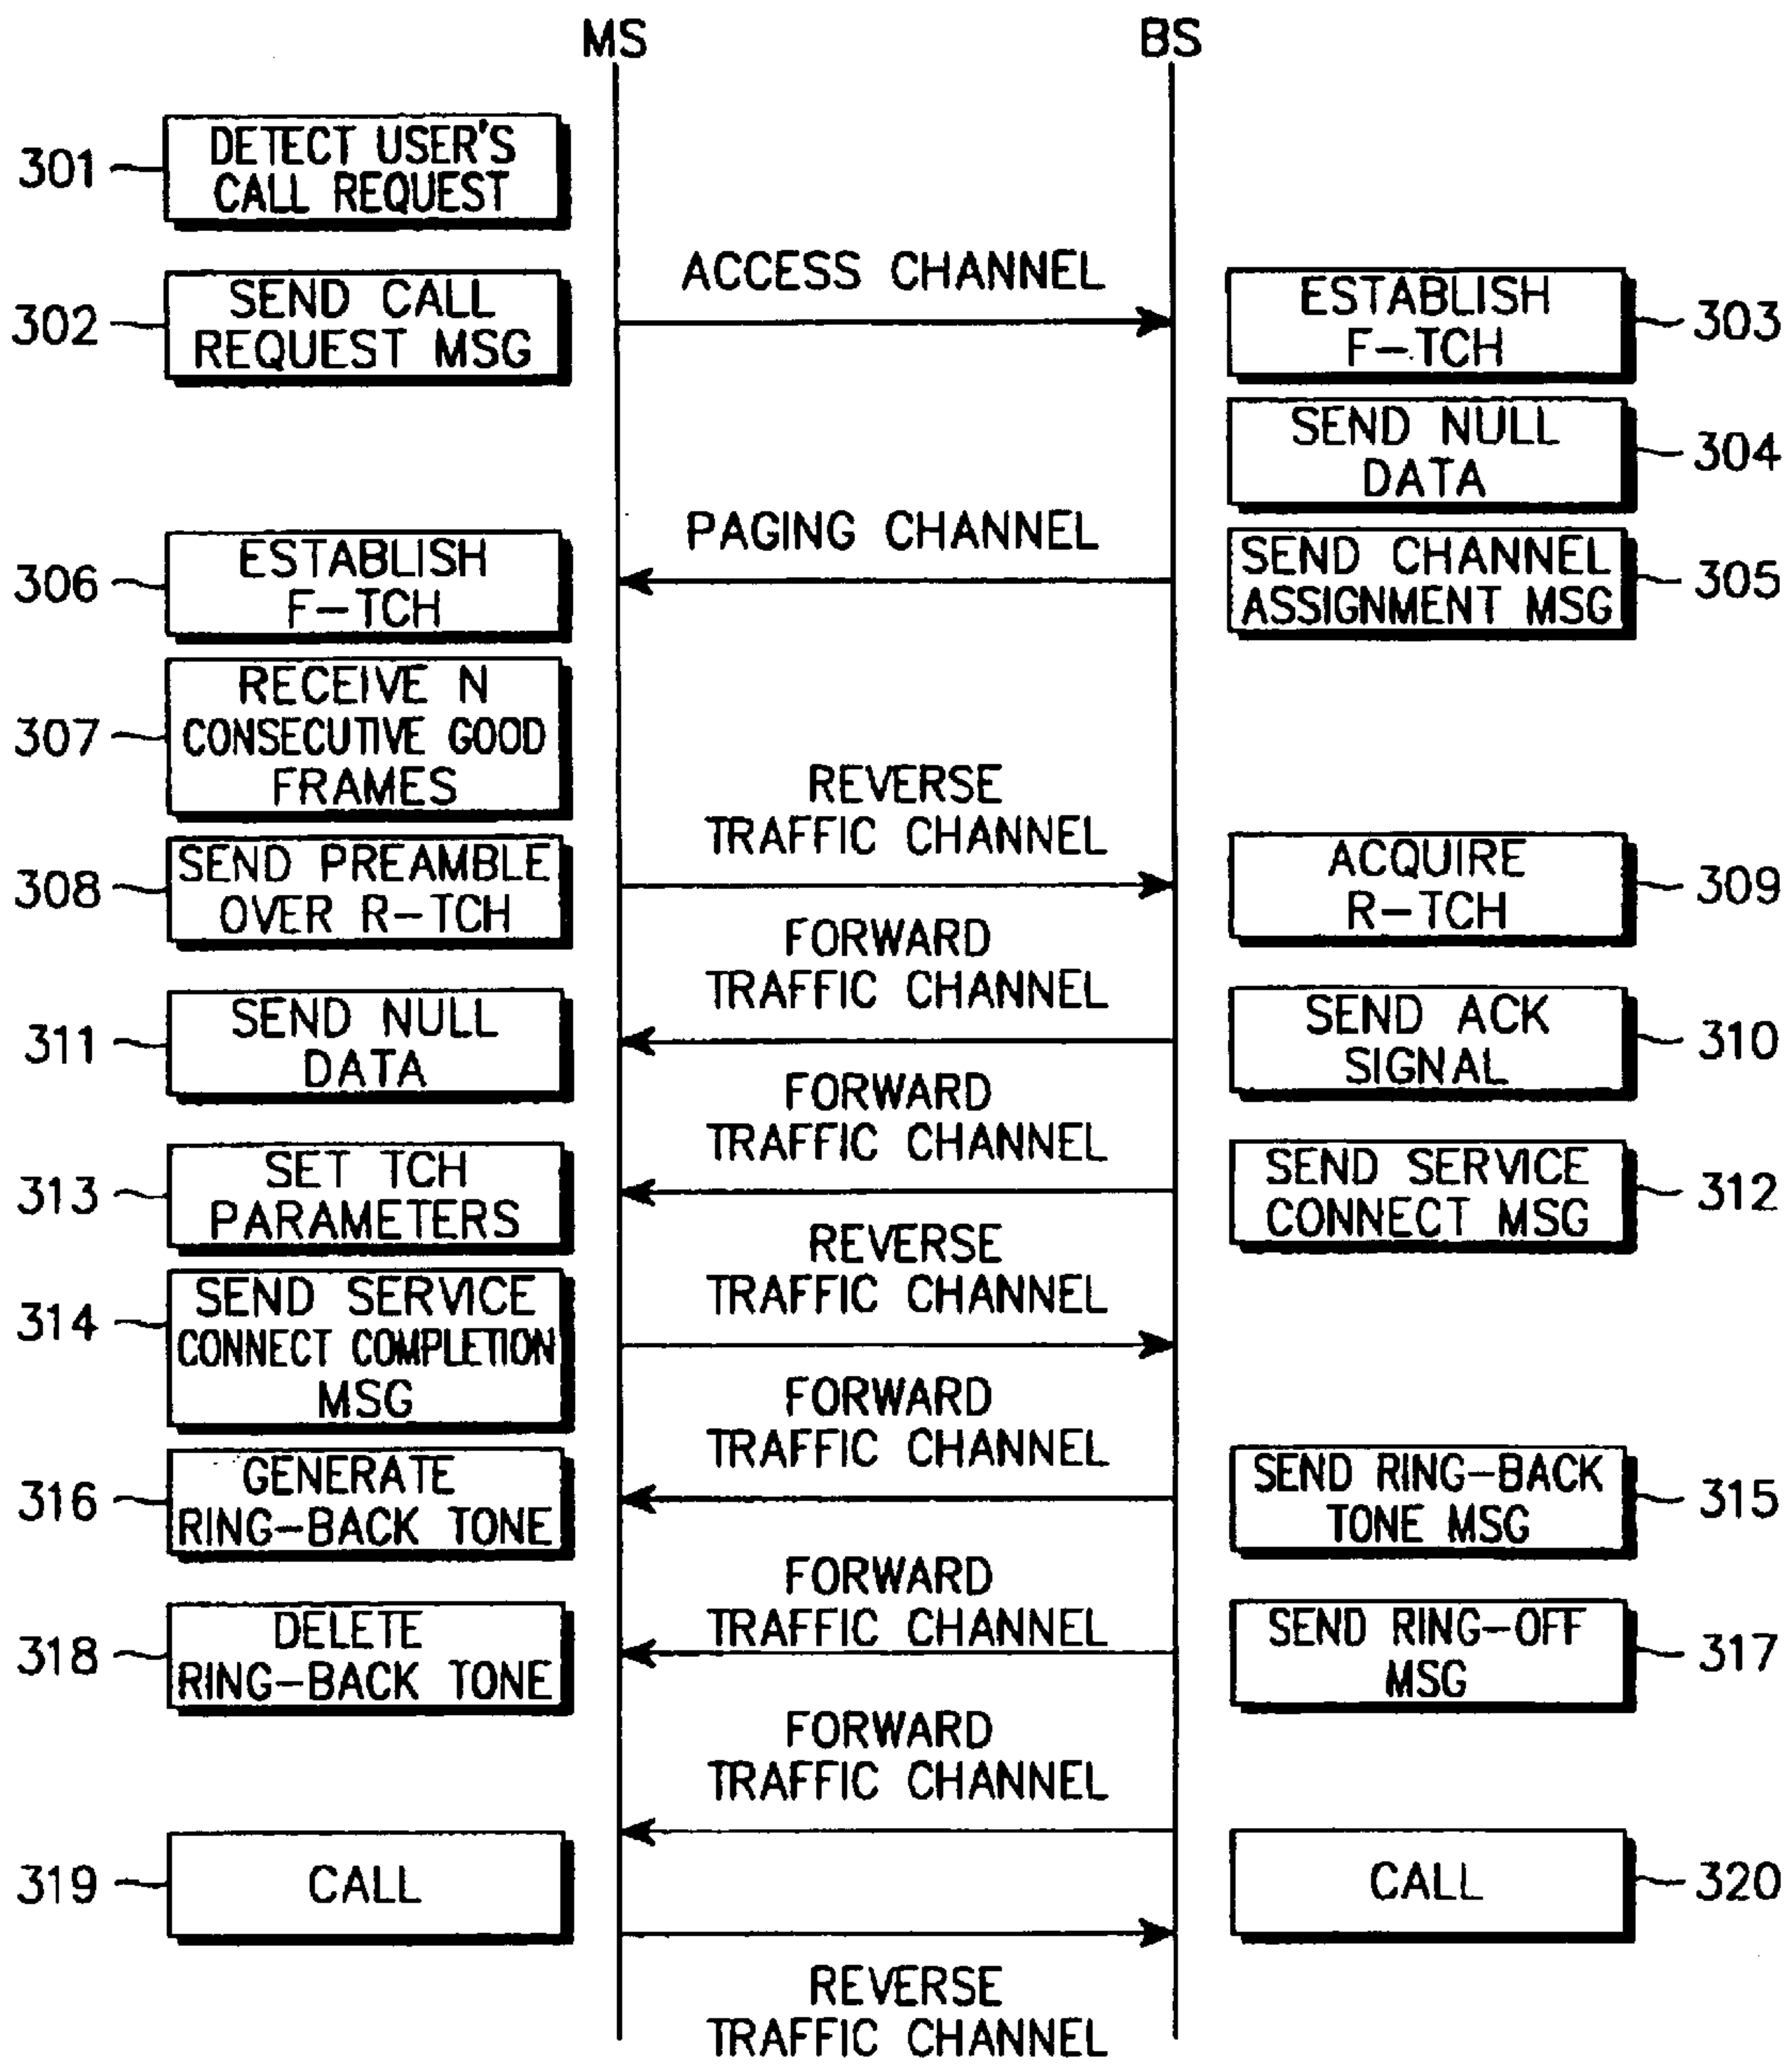 MS
BS
301
DETECT USER'S
CALL REQUEST
302
SEND CALL
REQUEST MSG
ACCESS CHANNEL
ESTABLISH
F-TCH
303
SEND NULL
DATA
304
PAGING CHANNEL
SEND CHANNEL
ASSIGNMENT MSG
305
306
ESTABLISH
F-TCH
307
RECEIVE N
CONSECUTIVE GOOD
FRAMES
308
SEND PREAMBLE
OVER R-TCH
REVERSE
TRAFFIC CHANNEL
ACQUIRE
R-TCH
309
FORWARD
TRAFFIC CHANNEL
SEND ACK
SIGNAL
310
311
SEND NULL
DATA
FORWARD
TRAFFIC CHANNEL
SEND SERVICE
CONNECT MSG
312
313
SET TCH
PARAMETERS
REVERSE
TRAFFIC CHANNEL
314
SEND SERVICE
CONNECT COMPLETION
MSG
FORWARD
TRAFFIC CHANNEL
SEND RING-BACK
TONE MSG
315
316
GENERATE
RING-BACK TONE
FORWARD
TRAFFIC CHANNEL
SEND RING-OFF
MSG
317
318
DELETE
RING-BACK TONE
FORWARD
TRAFFIC CHANNEL
319
CALL
CALL
320
REVERSE
TRAFFIC CHANNEL